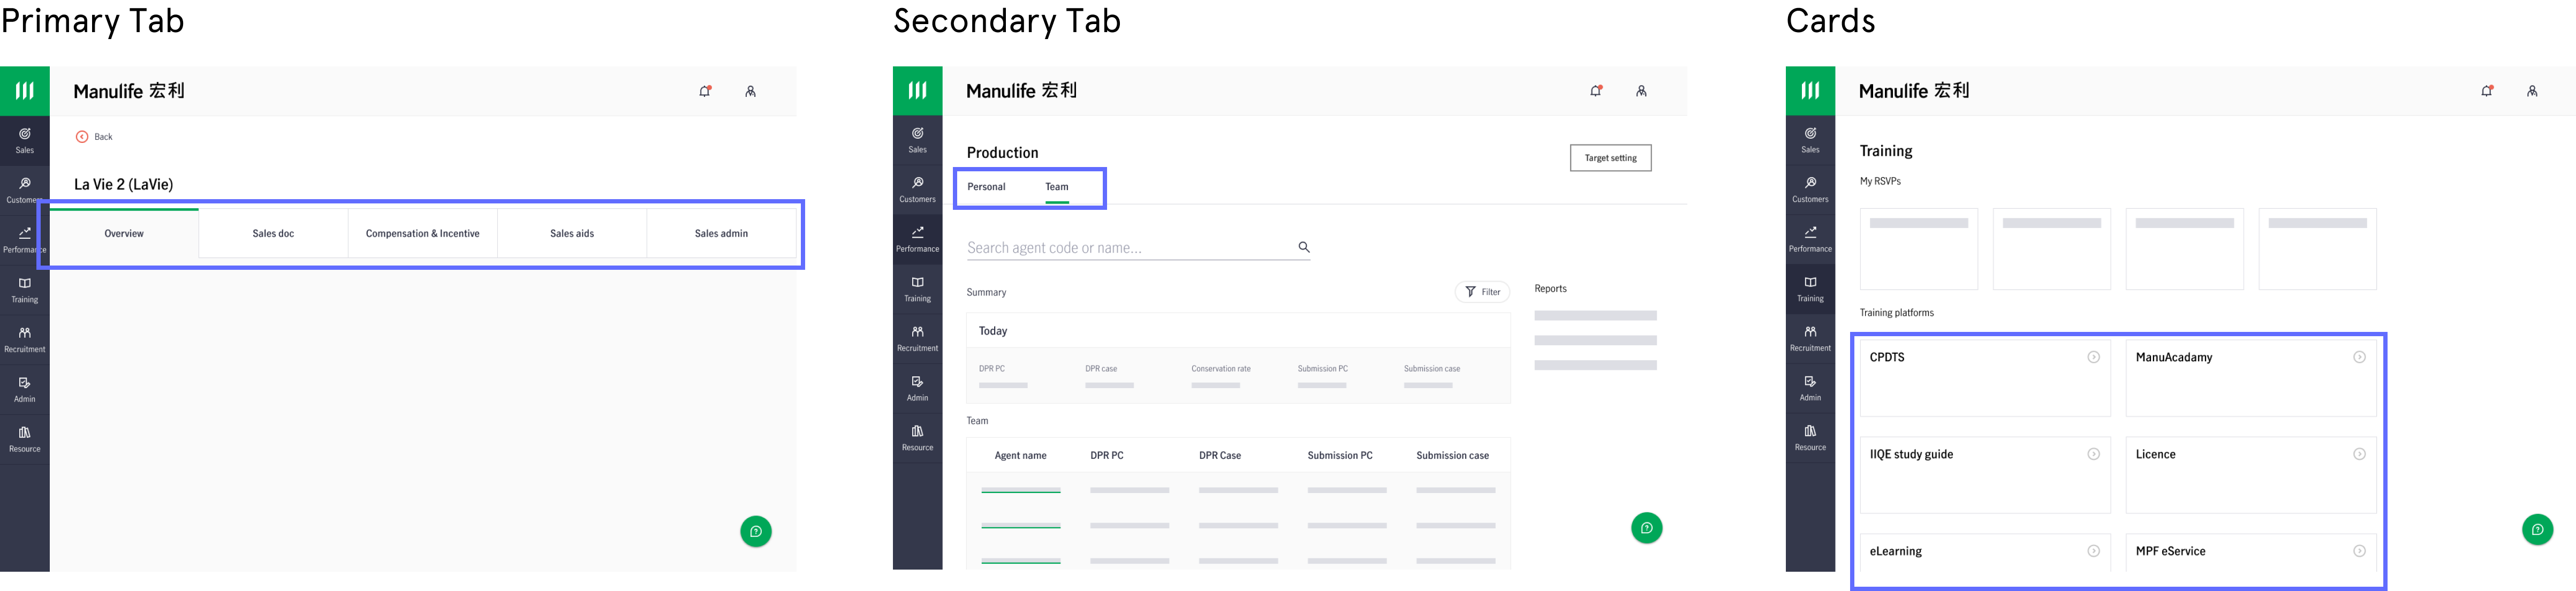 Primary Tab
Manulife 宏利
Sales
Customers
Performance
Training
Recruitment
Admin
Resource
Back
La Vie 2 (LaVie)
Overview
Sales doc
Compensation & Incentive
Sales aids
Sales admin
Secondary Tab
Manulife 宏利
Sales
Customers
Performance
Training
Recruitment
Admin
Resource
Production
Target setting
Personal
Team
Search agent code or name...
Summary
Filter
Today
DPR PC
DPR case
Conservation rate
Submission PC
Submission case
Reports
Team
Agent name
DPR PC
DPR Case
Submission PC
Submission case
Cards
Manulife 宏利
Sales
Customers
Performance
Training
Recruitment
Admin
Resource
Training
My RSVPs
Training platforms
CPDTS
ManuAcadamy
IIQE study guide
Licence
eLearning
MPF eService